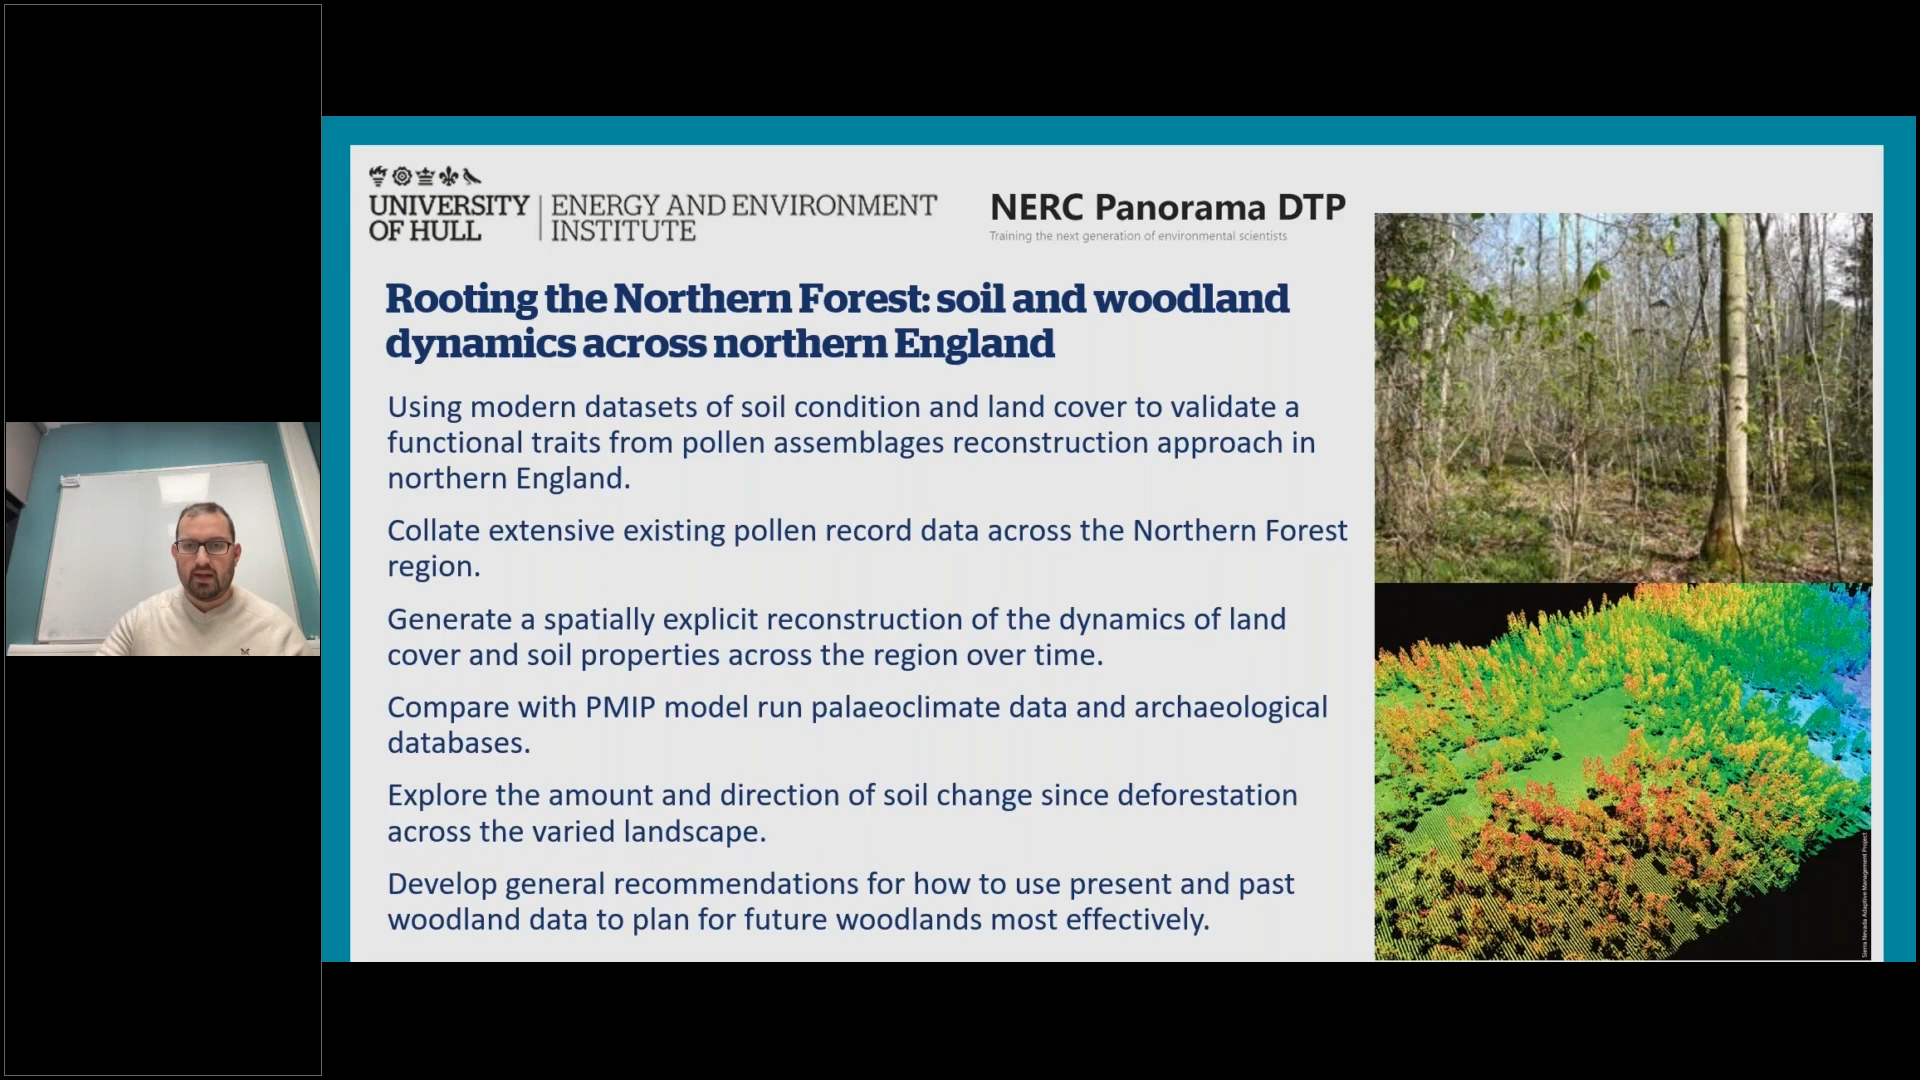 UNIVERSITY
OF HULL
ENERGY AND ENVIRONMENT
INSTITUTE
NERC Panorama DTP
Training the next generation of environmental scientists
Rooting the Northern Forest: soil and woodland
dynamics across northern England
Using modern datasets of soil condition and land cover to validate a
functional traits from pollen assemblages reconstruction approach in
northern England.
Collate extensive existing pollen record data across the Northern Forest
region.
Generate a spatially explicit reconstruction of the dynamics of land
cover and soil properties across the region over time.
Compare with PMIP model run palaeoclimate data and archaeological
databases.
Explore the amount and direction of soil change since deforestation
across the varied landscape.
Develop general recommendations for how to use present and past
woodland data to plan for future woodlands most effectively.
Sierra Nevada Adaptive Management Project